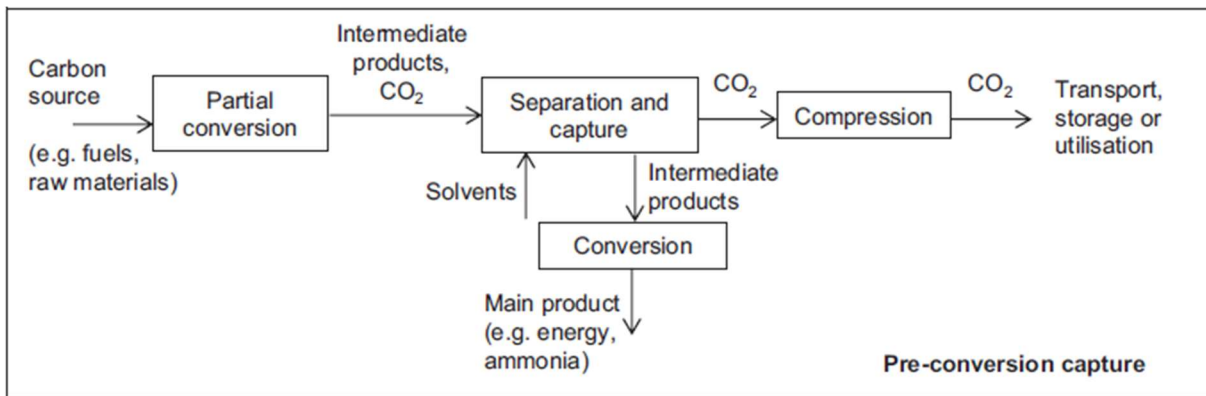 Carbon
source
(e.g. fuels,
raw materials)
Partial
conversion
Intermediate
products,
CO₂
Separation and
capture
Solvents
Intermediate
products
Conversion
Main product
(e.g. energy,
ammonia)
CO₂
Compression
CO₂
Transport,
storage or
utilisation
Pre-conversion capture